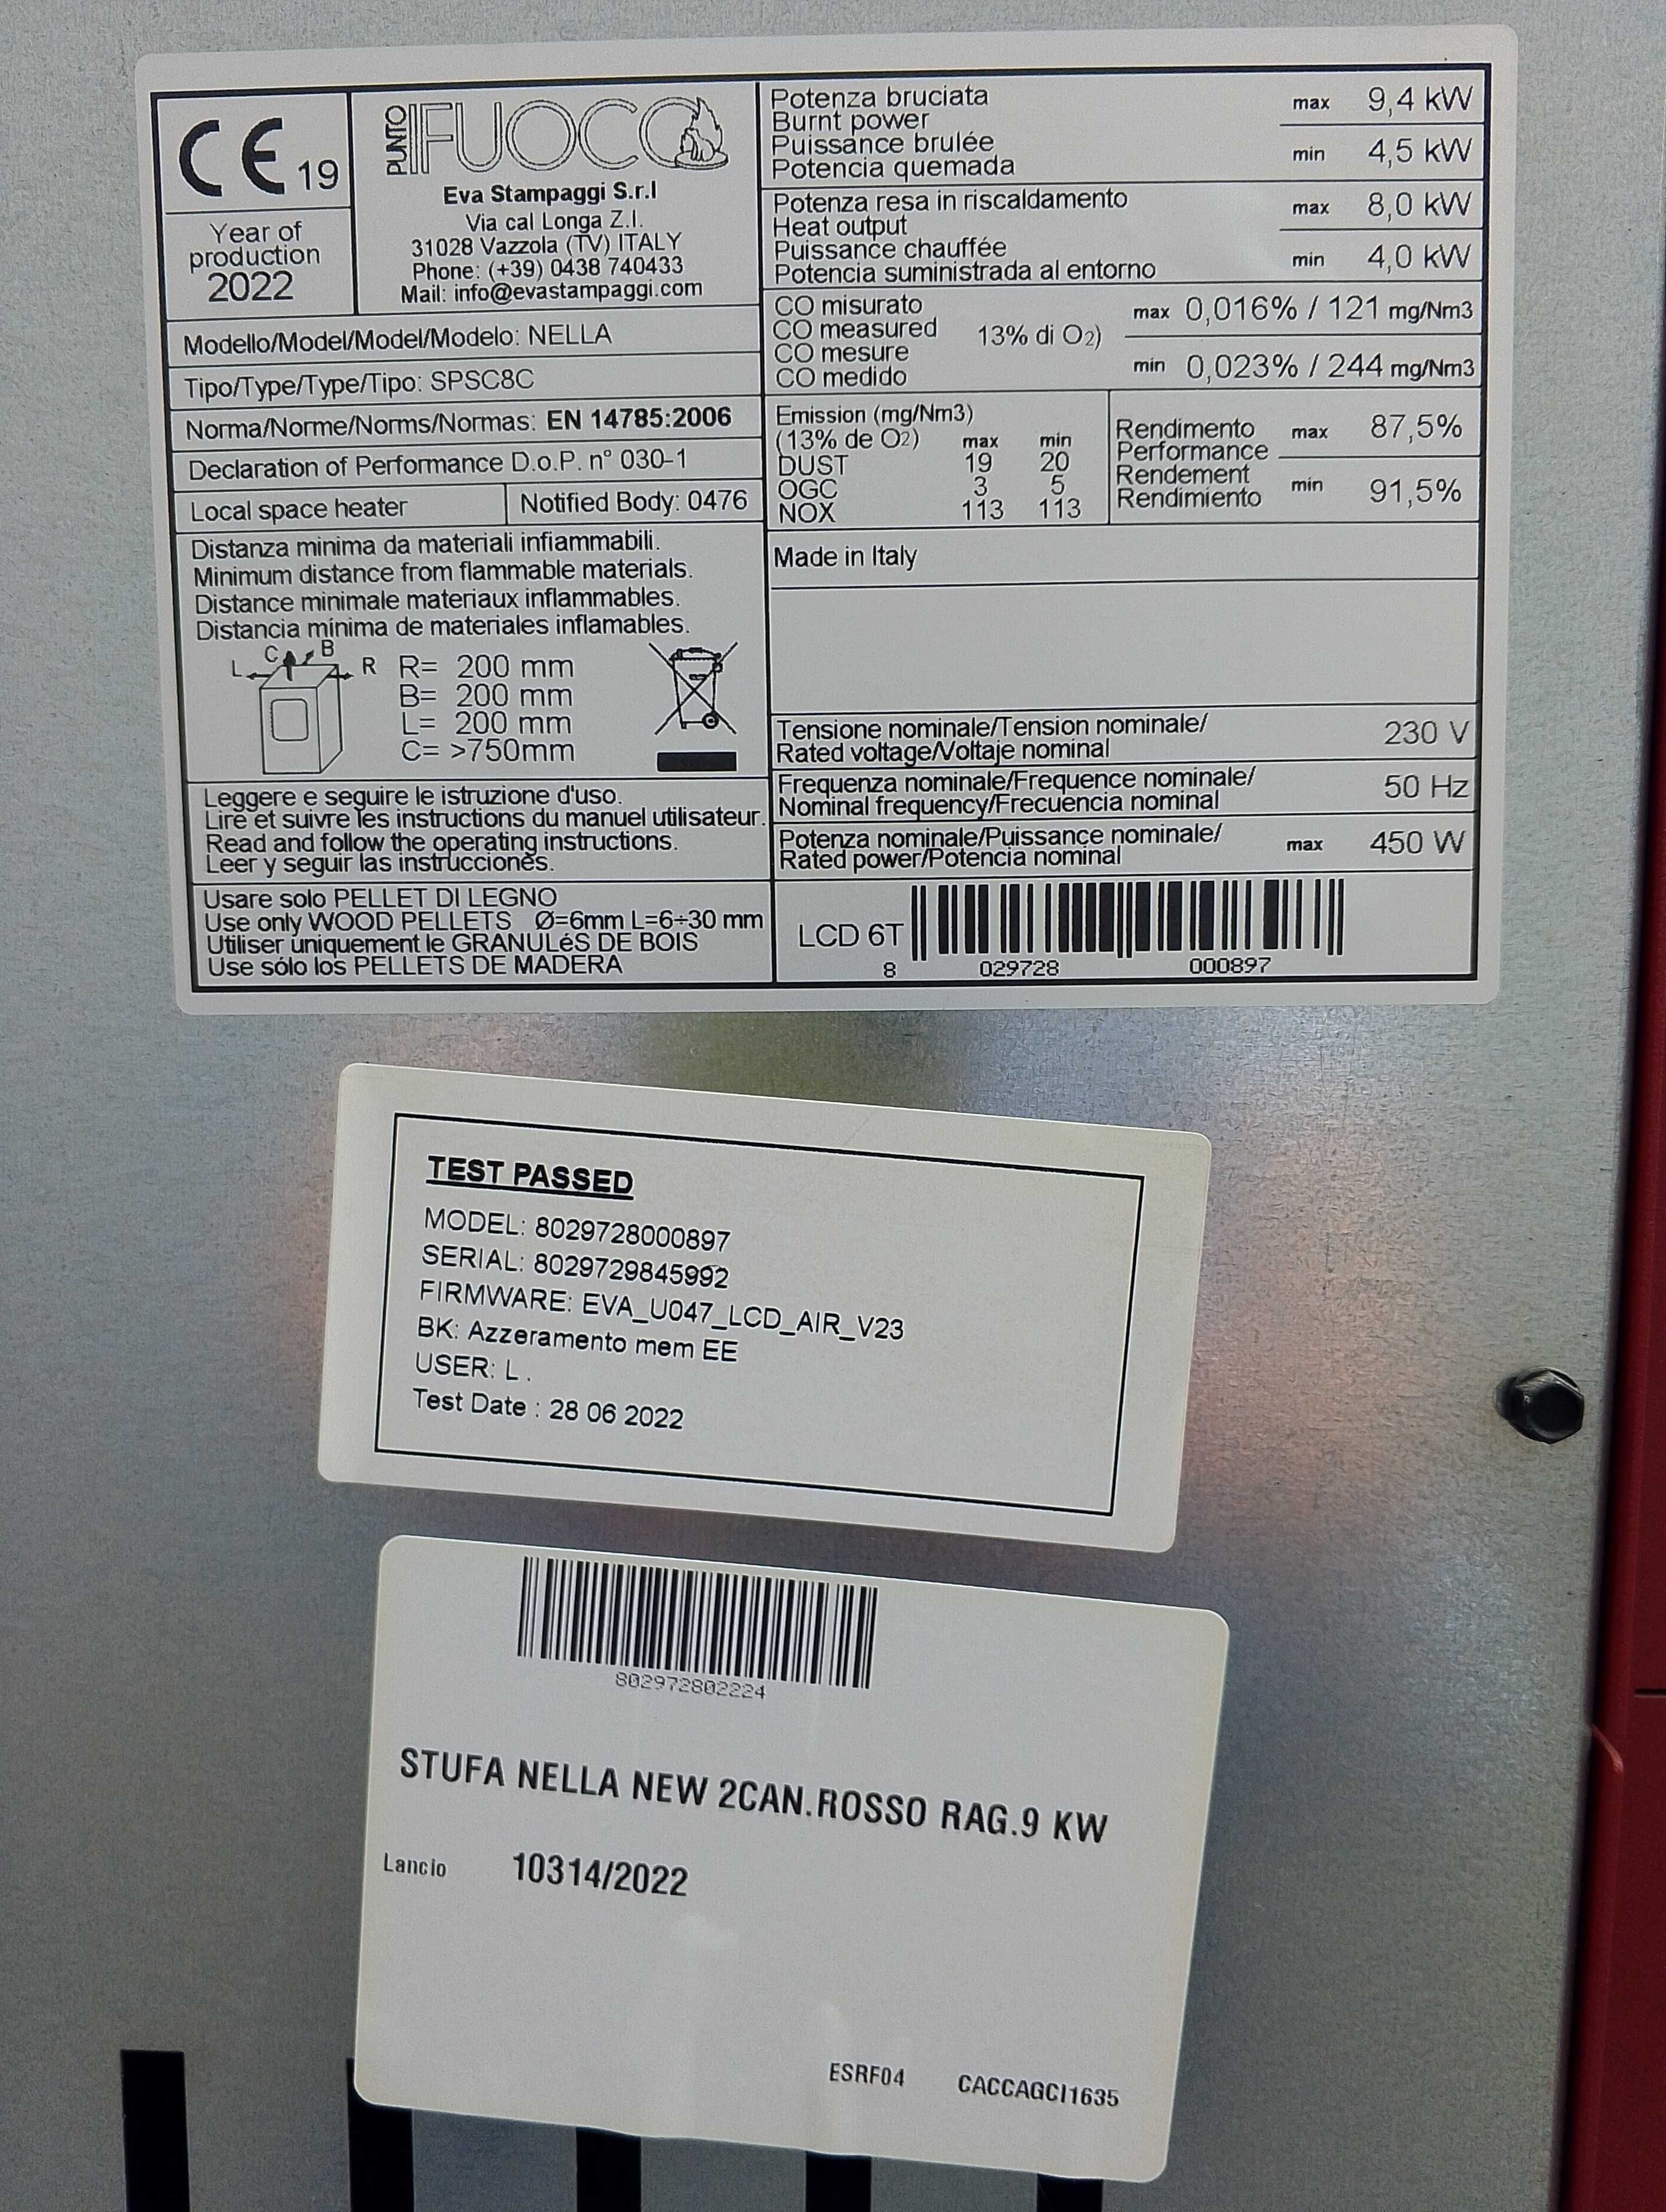 CE 19
Year of
production
2022
PUNTO FUOCO
Eva Stampaggi S.r.l
Via cal Longa Z.I.
31028 Vazzola (TV) ITALY
Phone: (+39) 0438 740433
Mail: info@evastampaggi.com
Modello/Model/Model/Modelo: NELLA
Tipo/Type/Type/Tipo: SPSC8C
Norma/Norme/Norms/Normas: EN 14785:2006
Declaration of Performance D.o.P. n° 030-1
Local space heater
Notified Body: 0476
Distanza minima da materiali infiammabili.
Minimum distance from flammable materials.
Distance minimale materiaux inflammables.
Distancia mínima de materiales inflamables.
L C B R
R= 200 mm
B= 200 mm
L= 200 mm
C= >750mm
Leggere e seguire le istruzione d'uso.
Lire et suivre les instructions du manuel utilisateur.
Read and follow the operating instructions.
Leer y seguir las instrucciones.
Usare solo PELLET DI LEGNO
Use only WOOD PELLETS Ø=6mm L=6÷30 mm
Utiliser uniquement le GRANULéS DE BOIS
Use sólo los PELLETS DE MADERA
Potenza bruciata
Burnt power
Puissance brulée
Potencia quemada
max 9,4 kW
min 4,5 kW
Potenza resa in riscaldamento
Heat output
Puissance chauffée
Potencia suministrada al entorno
max 8,0 kW
min 4,0 kW
CO misurato
CO measured
CO mesure
CO medido
13% di O2)
max 0,016% / 121 mg/Nm3
min 0,023% / 244 mg/Nm3
Emission (mg/Nm3)
(13% de O2) max min
DUST 19 20
OGC 3 5
NOX 113 113
Rendimento
Performance
Rendement
Rendimiento
max 87,5%
min 91,5%
Made in Italy
Tensione nominale/Tension nominale/
Rated voltage/Voltaje nominal
230 V
Frequenza nominale/Frequence nominale/
Nominal frequency/Frecuencia nominal
50 Hz
Potenza nominale/Puissance nominale/
Rated power/Potencia nominal
max 450 W
LCD 6T
8 029728 000897
TEST PASSED
MODEL: 8029728000897
SERIAL: 8029729845992
FIRMWARE: EVA_U047_LCD_AIR_V23
BK: Azzeramento mem EE
USER: L .
Test Date : 28 06 2022
802972802224
STUFA NELLA NEW 2CAN.ROSSO RAG.9 KW
Lancio 10314/2022
ESRF04 CACCAGCI1635